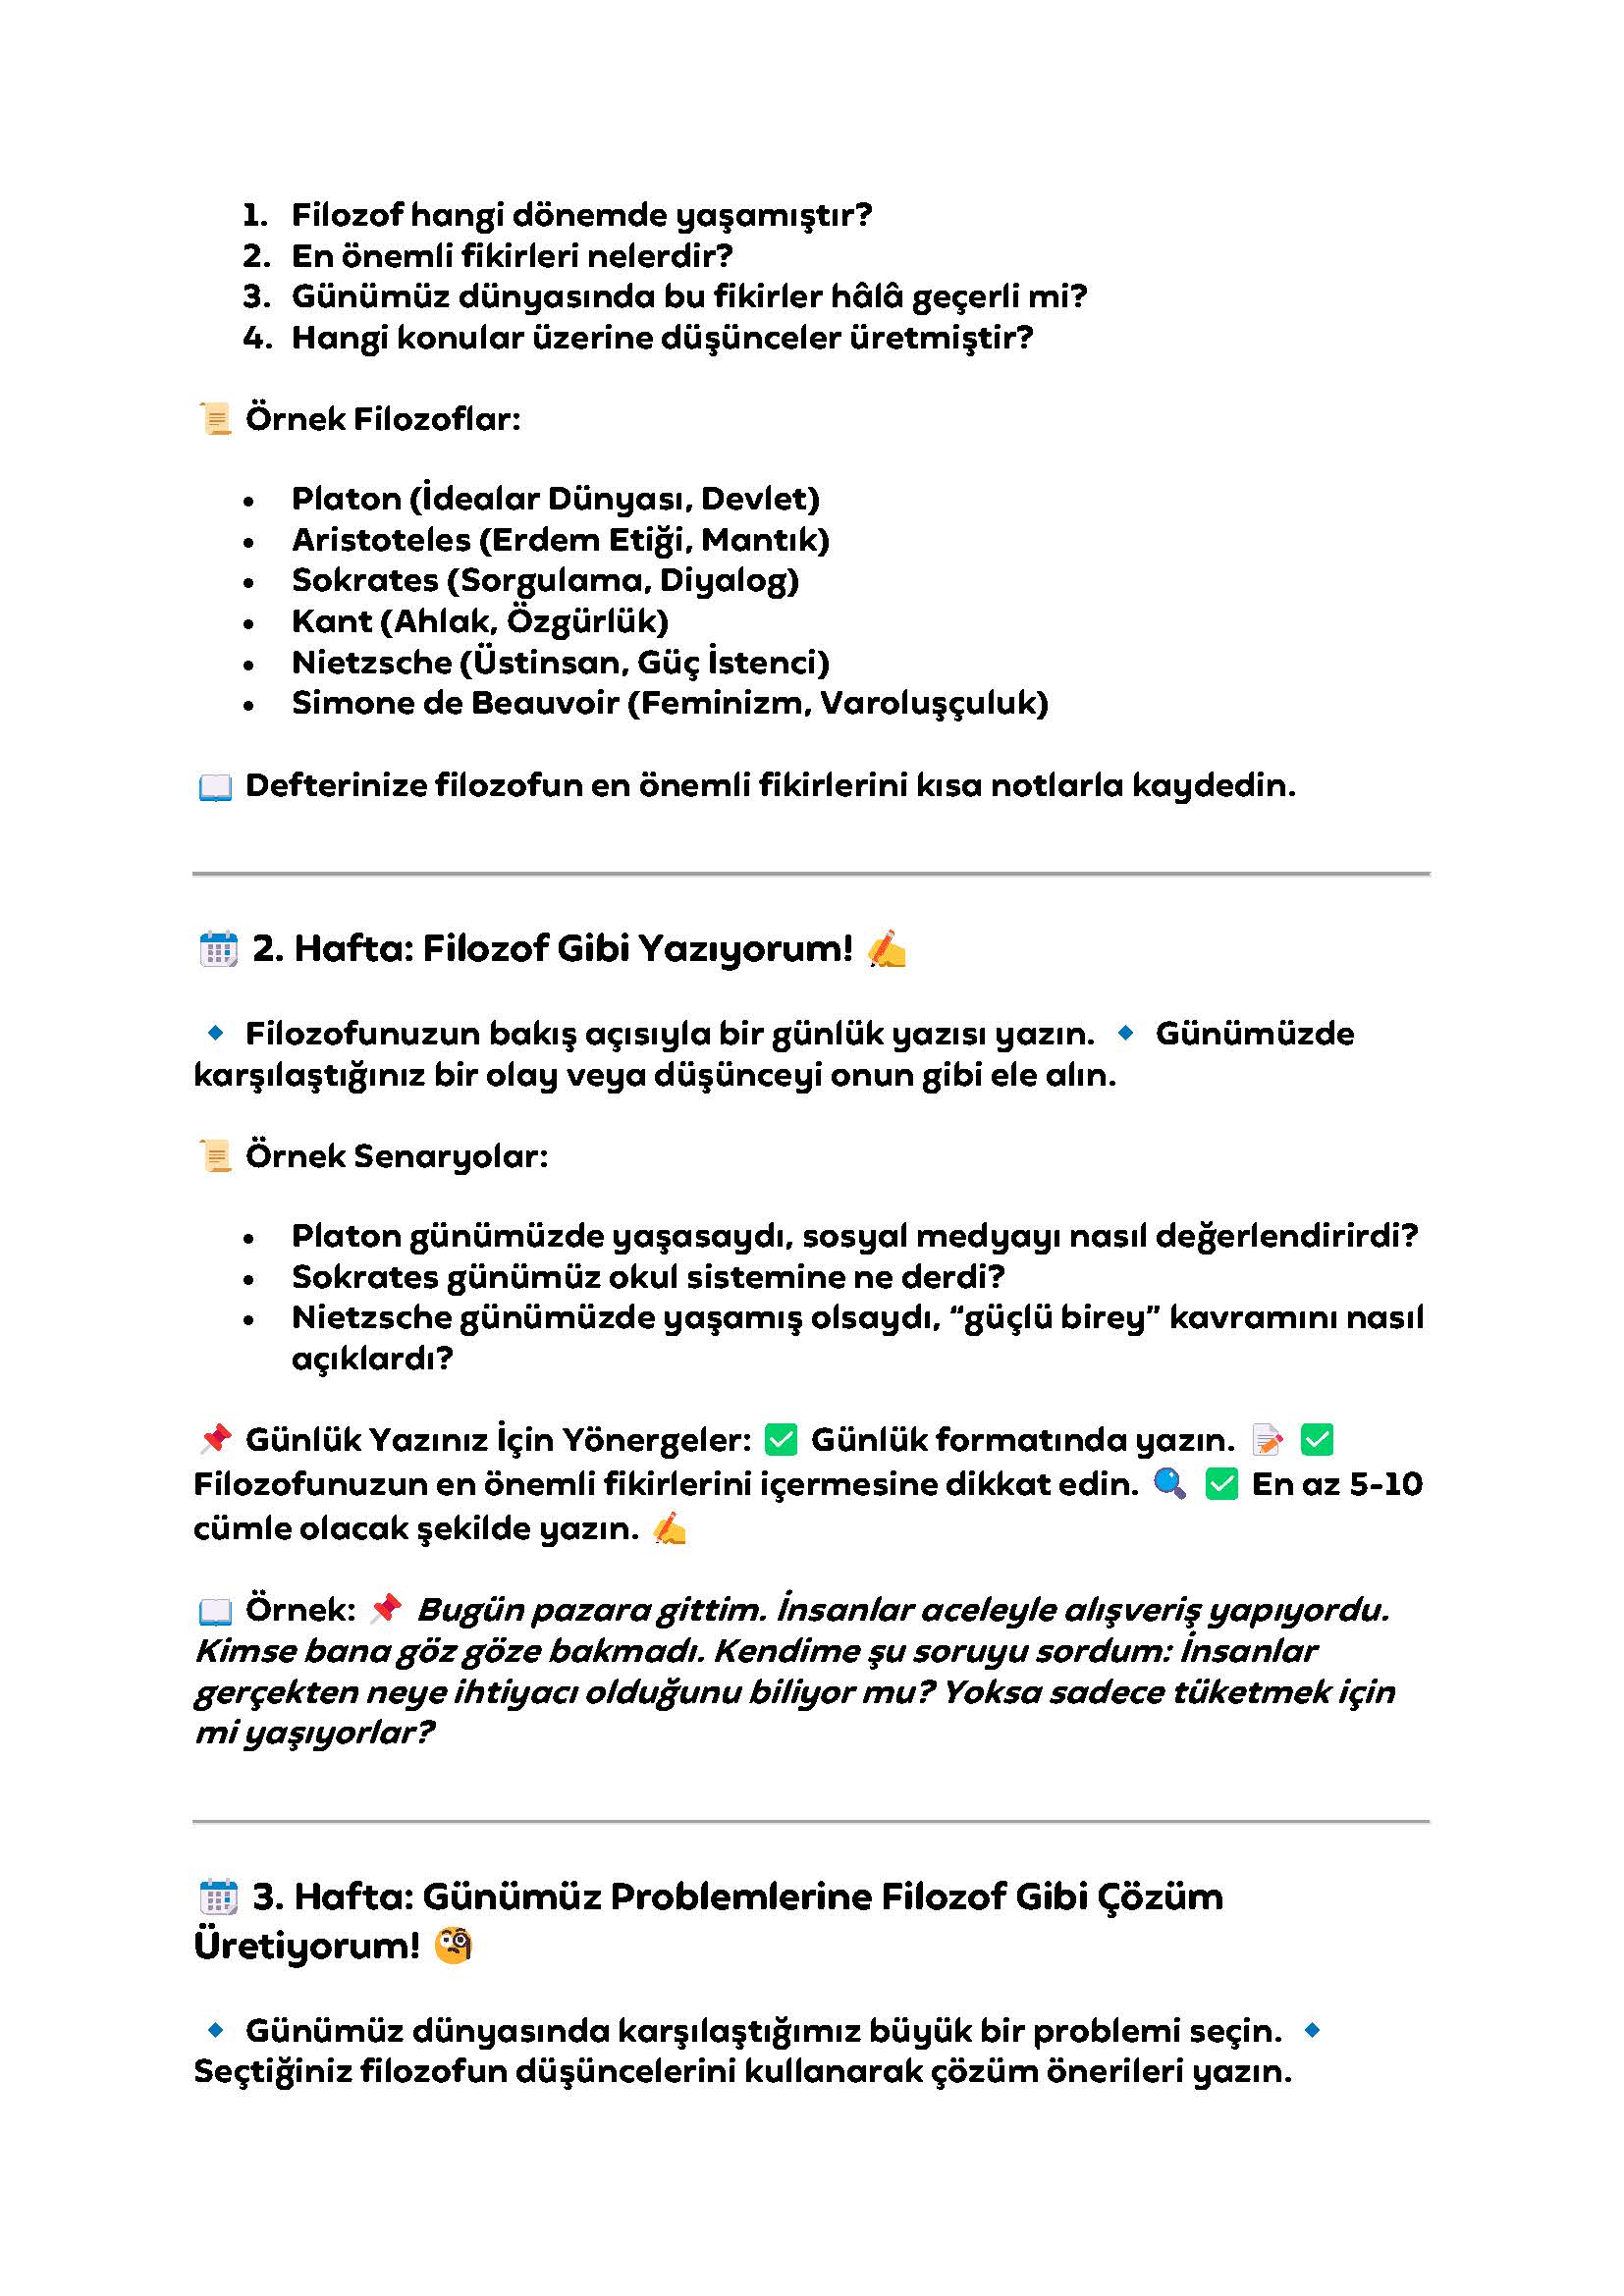 1. Filozof hangi dönemde yaşamıştır?
2. En önemli fikirleri nelerdir?
3. Günümüz dünyasında bu fikirler hâlâ geçerli mi?
4. Hangi konular üzerine düşünceler üretmiştir?
📜 Örnek Filozoflar:
• Platon (İdealar Dünyası, Devlet)
• Aristoteles (Erdem Etiği, Mantık)
• Sokrates (Sorgulama, Diyalog)
• Kant (Ahlak, Özgürlük)
• Nietzsche (Üstinsan, Güç İstenci)
• Simone de Beauvoir (Feminizm, Varoluşçuluk)
📖 Defterinize filozofun en önemli fikirlerini kısa notlarla kaydedin.
📅 2. Hafta: Filozof Gibi Yazıyorum! ✍
🔹 Filozofunuzun bakış açısıyla bir günlük yazısı yazın. 🔹 Günümüzde
karşılaştığınız bir olay veya düşünceyi onun gibi ele alın.
📜 Örnek Senaryolar:
• Platon günümüzde yaşasaydı, sosyal medyayı nasıl değerlendirirdi?
• Sokrates günümüz okul sistemine ne derdi?
• Nietzsche günümüzde yaşamış olsaydı, “güçlü birey” kavramını nasıl
açıklardı?
📌 Günlük Yazınız İçin Yönergeler: ✅ Günlük formatında yazın. 📝 ✅
Filozofunuzun en önemli fikirlerini içermesine dikkat edin. 🔍 ✅ En az 5-10
cümle olacak şekilde yazın. ✍
📖 Örnek: 📌 Bugün pazara gittim. İnsanlar aceleyle alışveriş yapıyordu.
Kimse bana göz göze bakmadı. Kendime şu soruyu sordum: İnsanlar
gerçekten neye ihtiyacı olduğunu biliyor mu? Yoksa sadece tüketmek için
mi yaşıyorlar?
📅 3. Hafta: Günümüz Problemlerine Filozof Gibi Çözüm
Üretiyorum! 🧐
🔹 Günümüz dünyasında karşılaştığımız büyük bir problemi seçin. 🔹
Seçtiğiniz filozofun düşüncelerini kullanarak çözüm önerileri yazın.